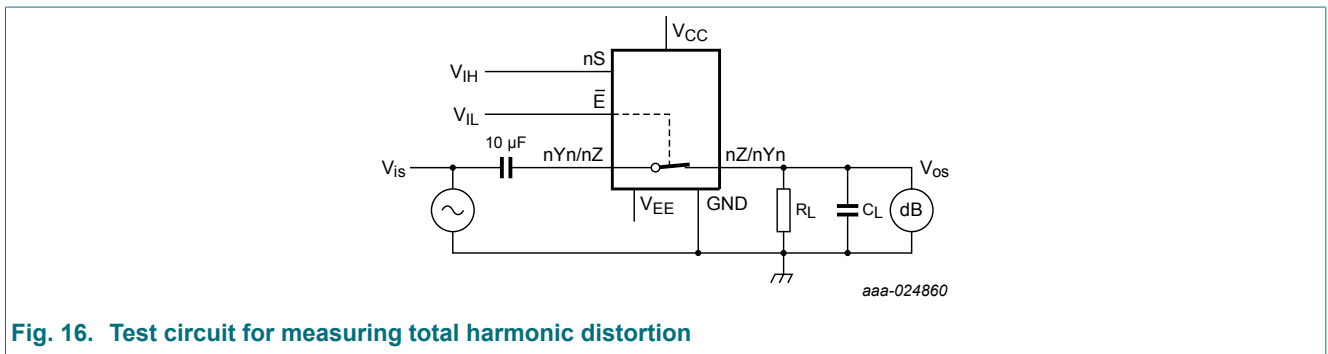 VCC
nS
VIH
E̅
VIL
10 μF
nYn/nZ
nZ/nYn
Vis
Vos
VEE
GND
RL
CL
dB
aaa-024860
Fig. 16. Test circuit for measuring total harmonic distortion